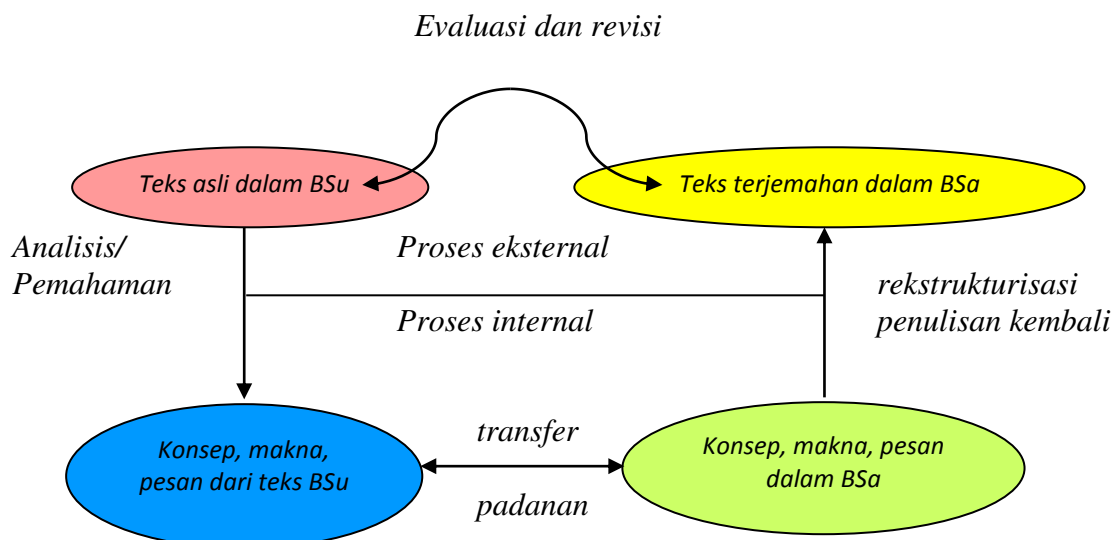 Evaluasi dan revisi
Teks asli dalam BSu
Teks terjemahan dalam BSa
Analisis/
Pemahaman
Proses eksternal
Proses internal
rekstrukturisasi
penulisan kembali
Konsep, makna,
pesan dari teks BSu
transfer
padanan
Konsep, makna, pesan
dalam BSa